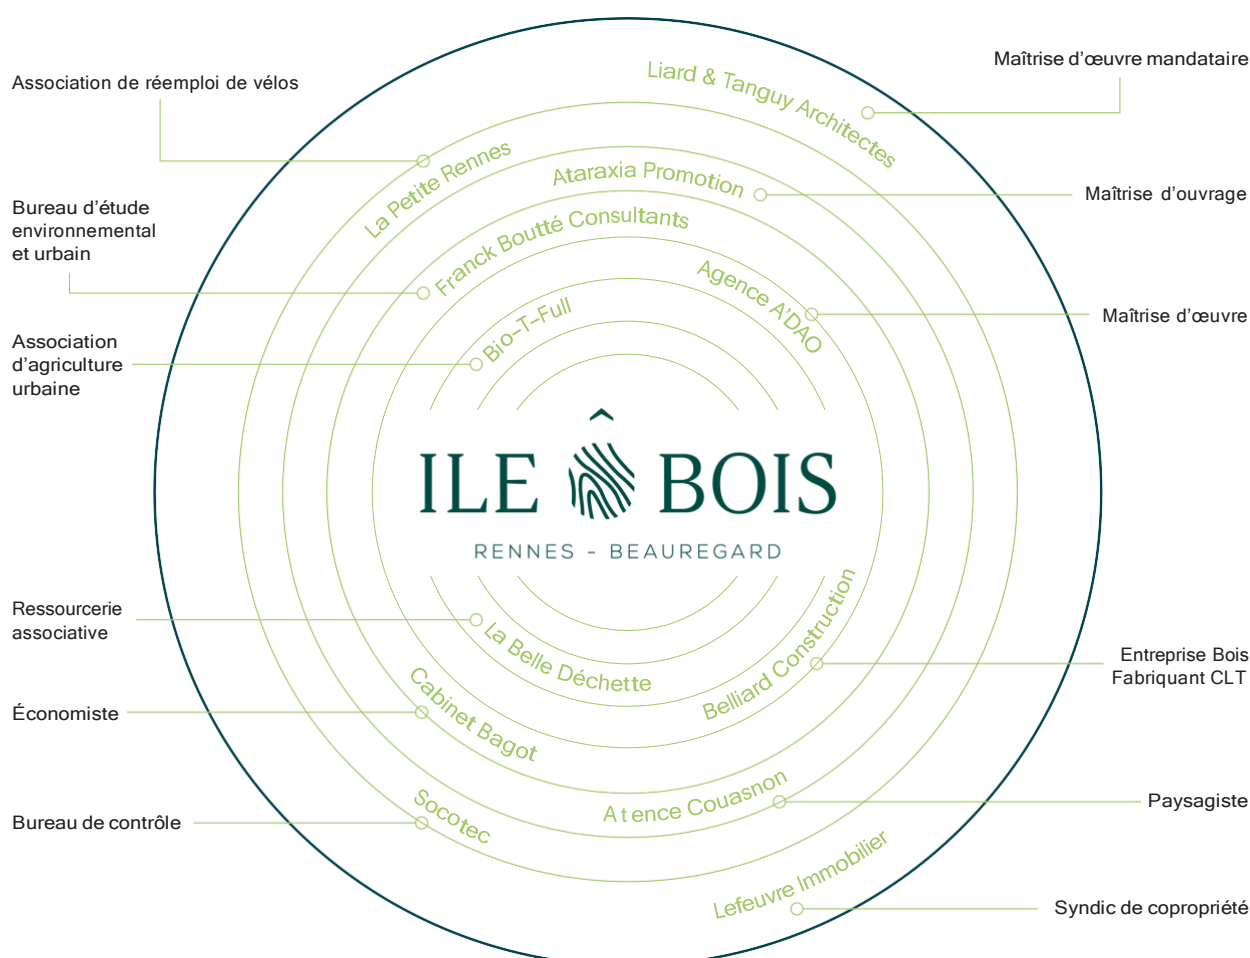 Maîtrise d’œuvre mandataire
Liard & Tanguy Architectes
Association de réemploi de vélos
La Petite Rennes
Ataraxia Promotion
Maîtrise d’ouvrage
Bureau d’étude
environnemental
et urbain
Franck Boutté Consultants
Agence A’DAO
Maîtrise d’œuvre
Association
d’agriculture
urbaine
Bio–T–Full
ILE Ô BOIS
RENNES - BEAUREGARD
Ressourcerie
associative
La Belle Déchette
Belliard Construction
Entreprise Bois
Fabriquant CLT
Économiste
Cabinet Bagot
Atence Couasnon
Paysagiste
Bureau de contrôle
Socotec
Lefeuvre Immobilier
Syndic de copropriété